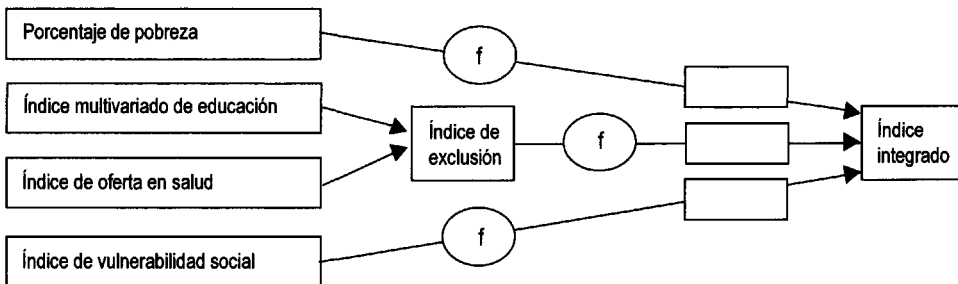 Porcentaje de pobreza
f
Índice multivariado de educación
Índice de exclusión
f
Índice integrado
Índice de oferta en salud
f
Índice de vulnerabilidad social